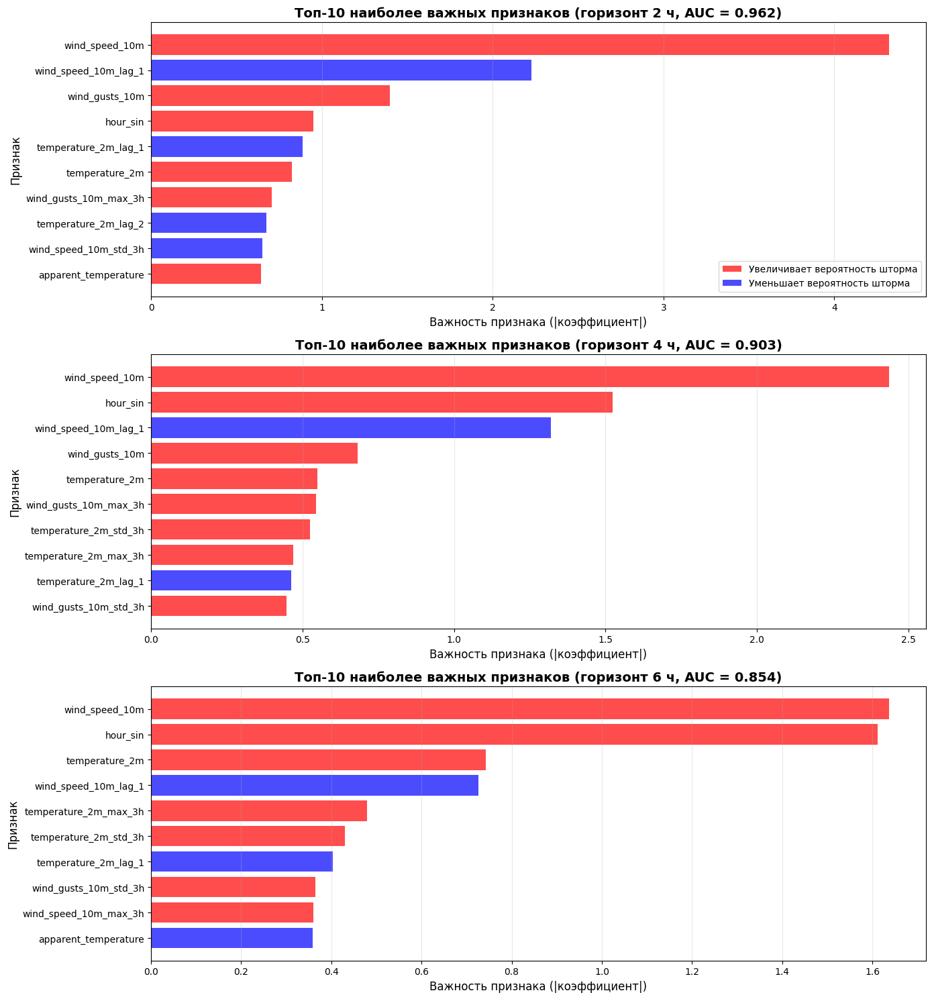 Топ-10 наиболее важных признаков (горизонт 2 ч, AUC = 0.962)
Признак
wind_speed_10m
wind_speed_10m_lag_1
wind_gusts_10m
hour_sin
temperature_2m_lag_1
temperature_2m
wind_gusts_10m_max_3h
temperature_2m_lag_2
wind_speed_10m_std_3h
apparent_temperature
Увеличивает вероятность шторма
Уменьшает вероятность шторма
0 1 2 3 4
Важность признака (|коэффициент|)
Топ-10 наиболее важных признаков (горизонт 4 ч, AUC = 0.903)
Признак
wind_speed_10m
hour_sin
wind_speed_10m_lag_1
wind_gusts_10m
temperature_2m
wind_gusts_10m_max_3h
temperature_2m_std_3h
temperature_2m_max_3h
temperature_2m_lag_1
wind_gusts_10m_std_3h
0.0 0.5 1.0 1.5 2.0 2.5
Важность признака (|коэффициент|)
Топ-10 наиболее важных признаков (горизонт 6 ч, AUC = 0.854)
Признак
wind_speed_10m
hour_sin
temperature_2m
wind_speed_10m_lag_1
temperature_2m_max_3h
temperature_2m_std_3h
temperature_2m_lag_1
wind_gusts_10m_std_3h
wind_speed_10m_max_3h
apparent_temperature
0.0 0.2 0.4 0.6 0.8 1.0 1.2 1.4 1.6
Важность признака (|коэффициент|)